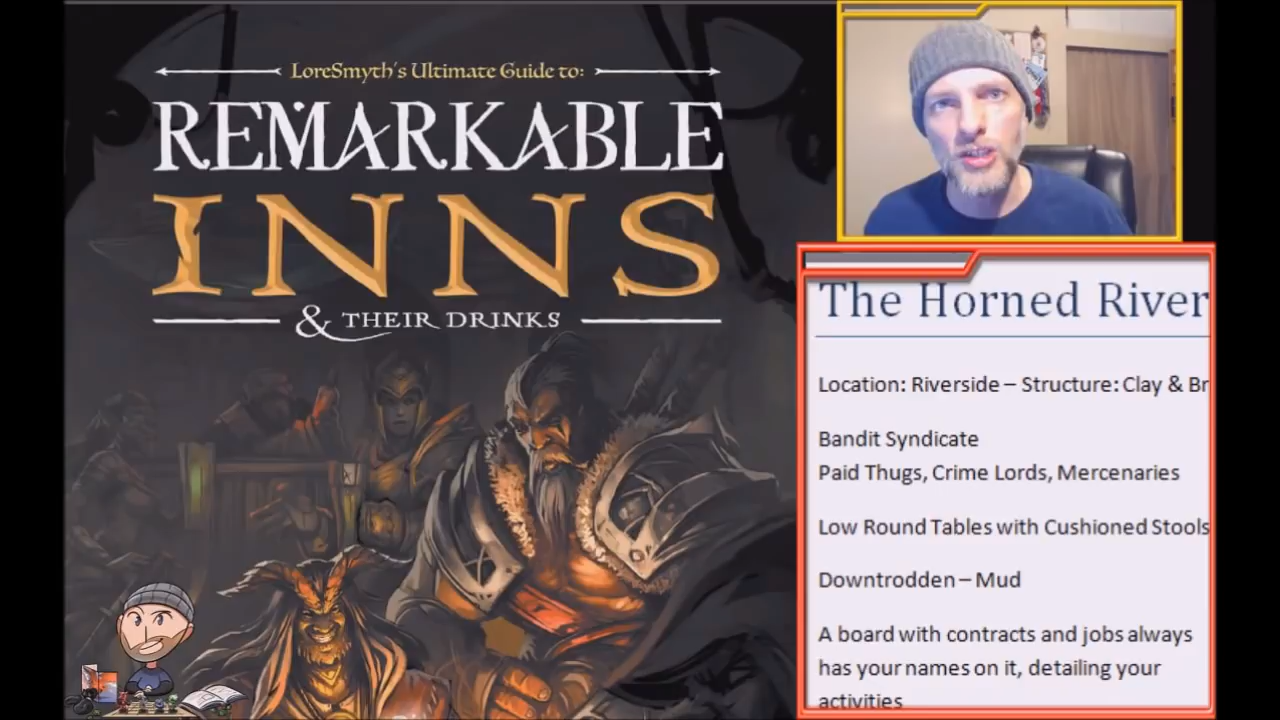 LoreSmyth's Ultimate Guide to:
REMARKABLE
INNS
& THEIR DRINKS
The Horned River
Location: Riverside – Structure: Clay & Br
Bandit Syndicate
Paid Thugs, Crime Lords, Mercenaries
Low Round Tables with Cushioned Stools
Downtrodden – Mud
A board with contracts and jobs always
has your names on it, detailing your
activities